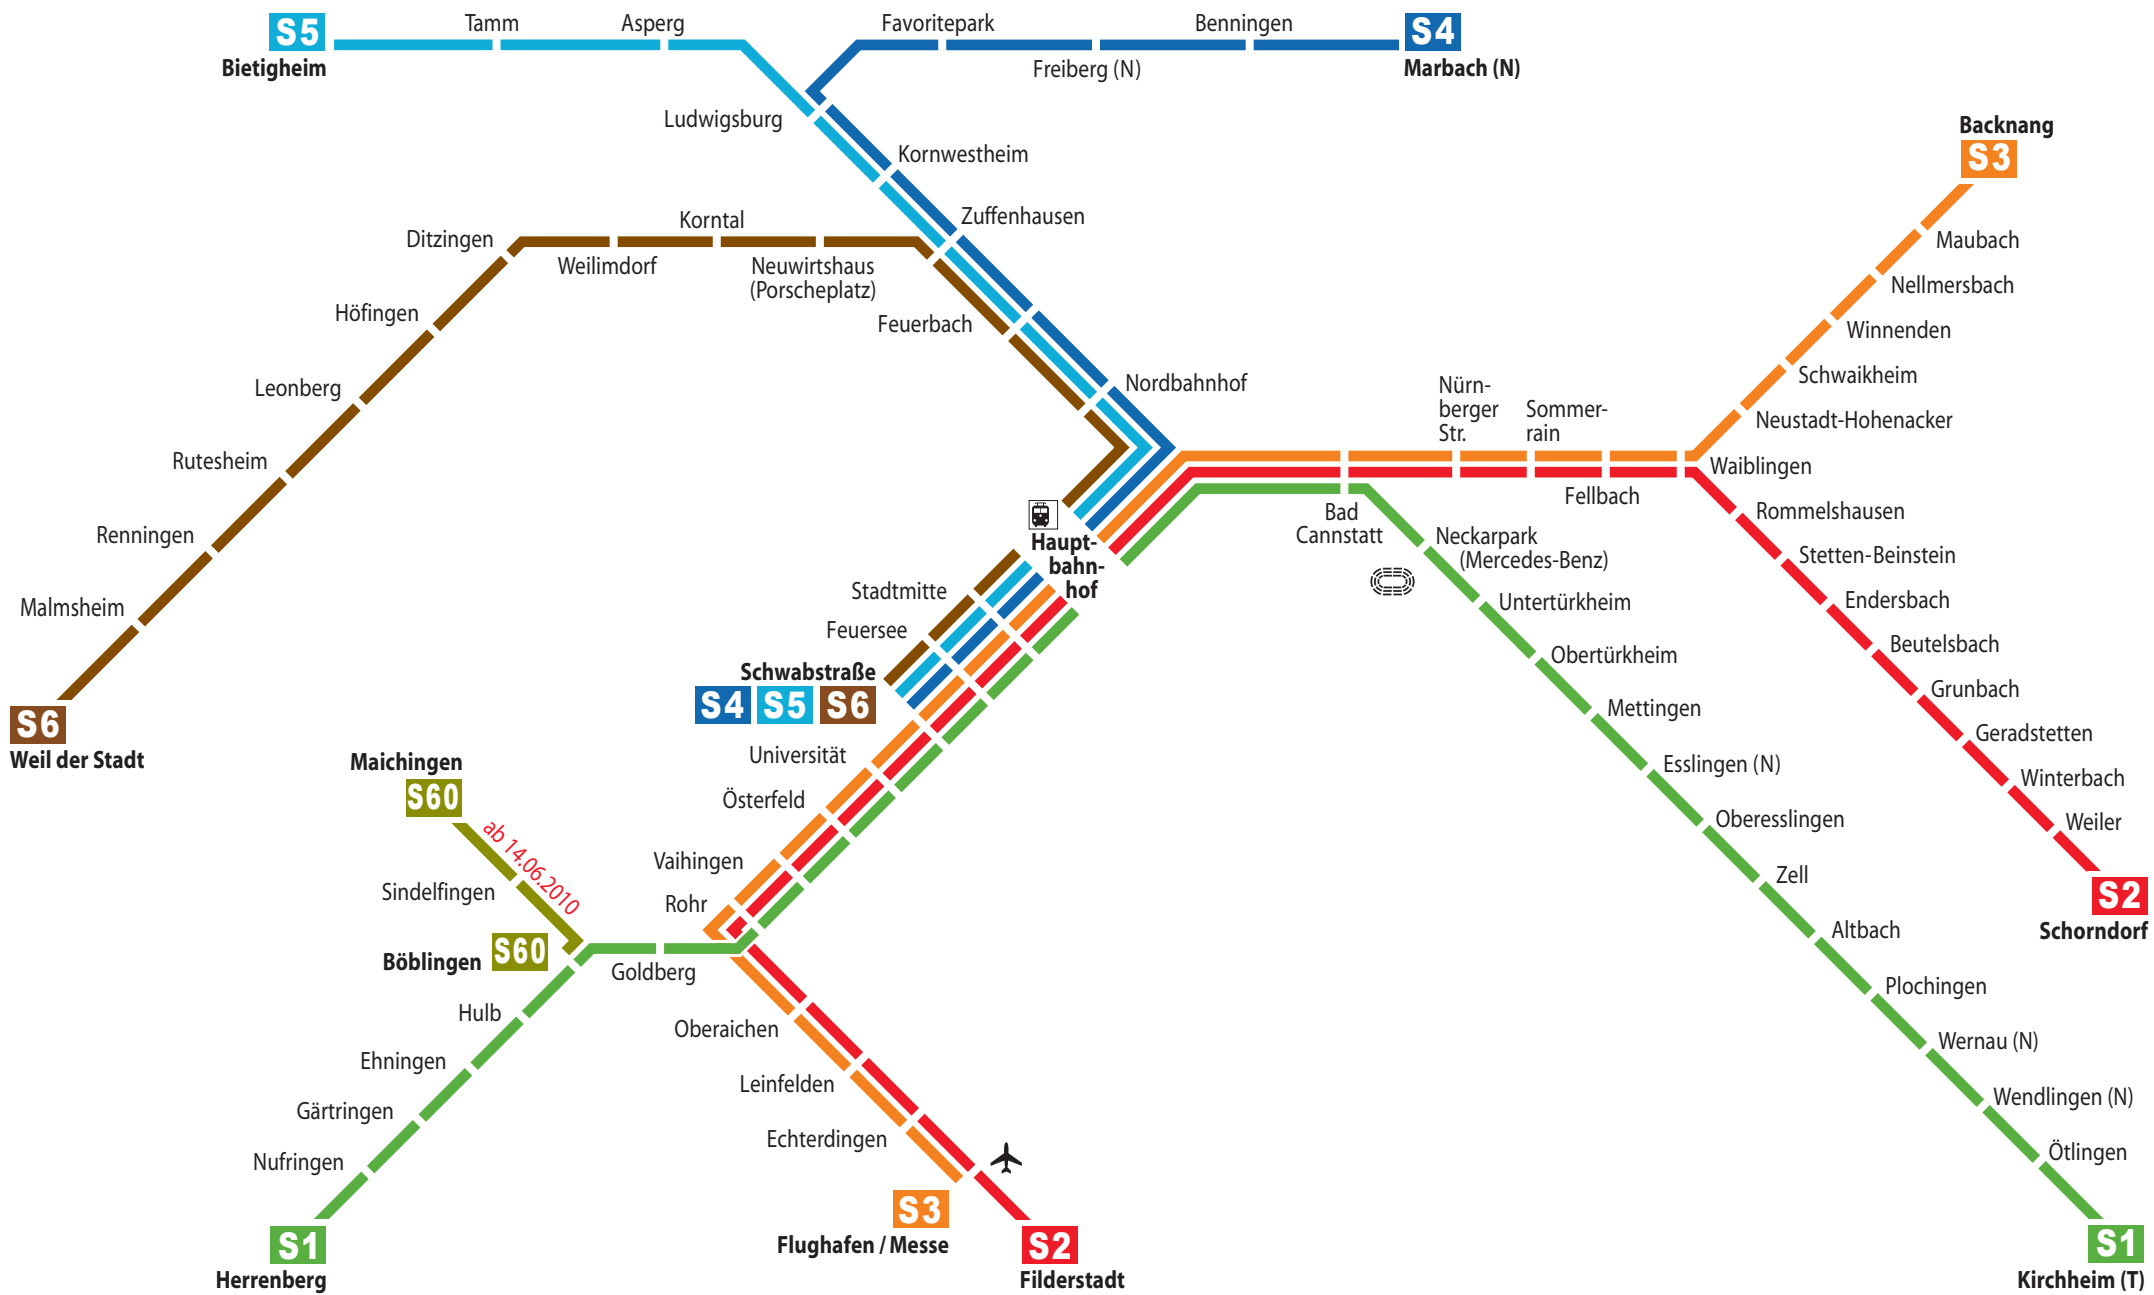 S5
Tamm
Asperg
Favoritepark
Benningen
S4
Bietigheim
Freiberg (N)
Marbach (N)
Ludwigsburg
Kornwestheim
Backnang
S3
Zuffenhausen
Ditzingen
Korntal
Weilimdorf
Neuwirtshaus
(Porscheplatz)
Maubach
Nellmersbach
Höfingen
Feuerbach
Winnenden
Leonberg
Nordbahnhof
Nürn-
berger
Str.
Sommer-
rain
Schwaikheim
Neustadt-Hohenacker
Rutesheim
Waiblingen
Fellbach
Bad
Cannstatt
Rommelshausen
Renningen
Haupt-
bahn-
hof
Neckarpark
(Mercedes-Benz)
Stetten-Beinstein
Malmsheim
Stadtmitte
Feuersee
Untertürkheim
Endersbach
Beutelsbach
Schwabstraße
S4
S5
S6
Obertürkheim
Grunbach
S6
Weil der Stadt
Mettingen
Geradstetten
Maichingen
S60
Universität
Esslingen (N)
Winterbach
Österfeld
Oberesslingen
Weiler
ab 14.06.2010
Vaihingen
Zell
Sindelfingen
Rohr
S2
Schorndorf
Böblingen
S60
Goldberg
Altbach
Hulb
Oberaichen
Plochingen
Ehningen
Leinfelden
Wernau (N)
Gärtringen
Echterdingen
Wendlingen (N)
Nufringen
Ötlingen
S1
Herrenberg
S3
Flughafen / Messe
S2
Filderstadt
S1
Kirchheim (T)